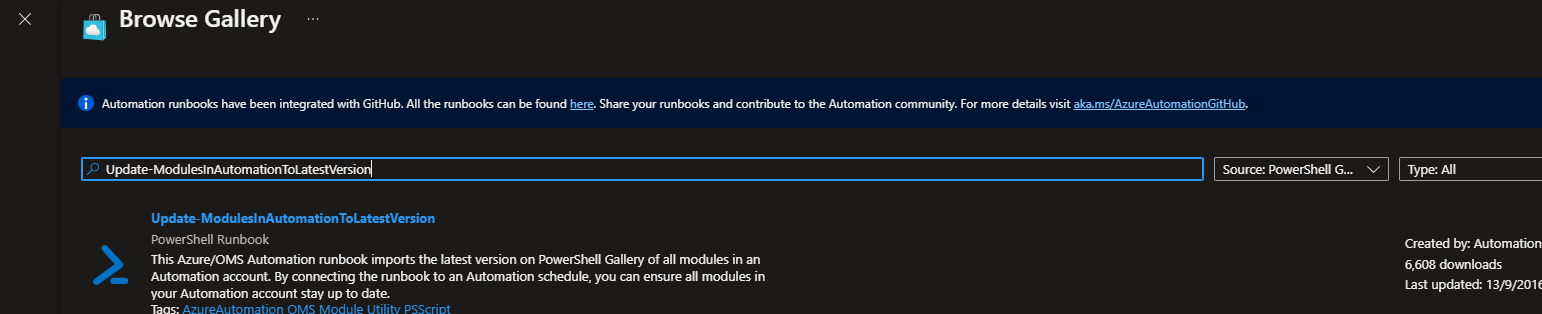 Browse Gallery ...
Automation runbooks have been integrated with GitHub. All the runbooks can be found here. Share your runbooks and contribute to the Automation community. For more details visit aka.ms/AzureAutomationGitHub.
Update-ModulesInAutomationToLatestVersion
Source: PowerShell G...
Type: All
Update-ModulesInAutomationToLatestVersion
PowerShell Runbook
This Azure/OMS Automation runbook imports the latest version on PowerShell Gallery of all modules in an
Automation account. By connecting the runbook to an Automation schedule, you can ensure all modules in
your Automation account stay up to date.
Tags: AzureAutomation OMS Module Utility PSScript
Created by: Automation
6,608 downloads
Last updated: 13/9/2016